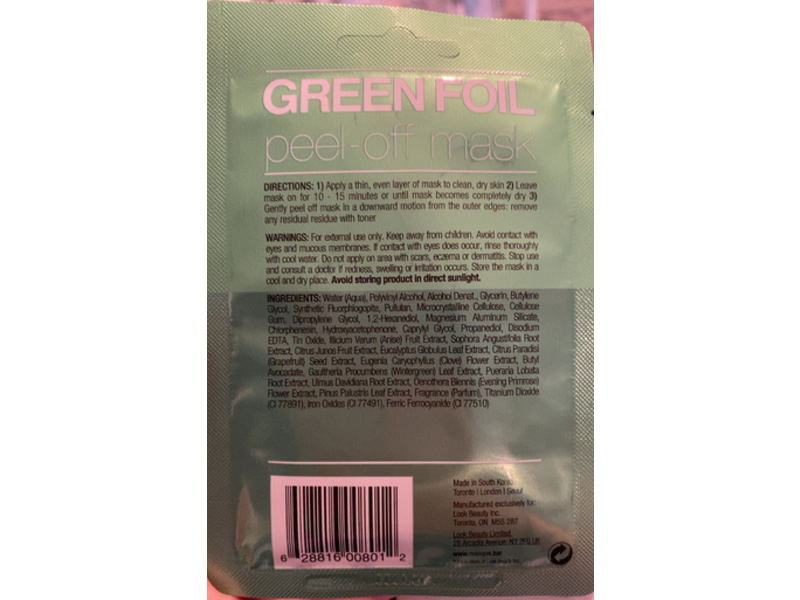 GREEN FOIL
peel-off mask
DIRECTIONS: 1) Apply a thin, even layer of mask to clean, dry skin 2) Leave
mask on for 10 - 15 minutes or until mask becomes completely dry 3)
Gently peel off mask in a downward motion from the outer edges: remove
any residual residue with toner
WARNINGS: For external use only. Keep away from children. Avoid contact with
eyes and mucous membranes. If contact with eyes does occur, rinse thoroughly
with cool water. Do not apply on area with scars, eczema or dermatitis. Stop use
and consult a doctor if redness, swelling or irritation occurs. Store the mask in a
cool and dry place. Avoid storing product in direct sunlight.
INGREDIENTS: Water (Aqua), Polyvinyl Alcohol, Alcohol Denat., Glycerin, Butylene
Glycol, Synthetic Fluorphlogopite, Pullulan, Microcrystalline Cellulose, Cellulose
Gum, Dipropylene Glycol, 1,2-Hexanediol, Magnesium Aluminum Silicate,
Chlorphenesin, Hydroxyacetophenone, Caprylyl Glycol, Propanediol, Disodium
EDTA, Tin Oxide, Illicium Verum (Anise) Fruit Extract, Sophora Angustifolia Root
Extract, Citrus Junos Fruit Extract, Eucalyptus Globulus Leaf Extract, Citrus Paradisi
(Grapefruit) Seed Extract, Eugenia Caryophyllus (Clove) Flower Extract, Butyl
Avocadate, Gaultheria Procumbens (Wintergreen) Leaf Extract, Pueraria Lobata
Root Extract, Ulmus Davidiana Root Extract, Oenothera Biennis (Evening Primrose)
Flower Extract, Pinus Palustris Leaf Extract, Fragrance (Parfum), Titanium Dioxide
(CI 77891), Iron Oxides (CI 77491), Ferric Ferrocyanide (CI 77510)
Made in South Korea
Toronto | London | Seoul
Manufactured exclusively for:
Look Beauty Inc.
Toronto, ON M5S 2B7
Look Beauty Limited.
28 Arcadia Avenue, N3 2FG UK
www.masque.bar
6 28816 00801 2